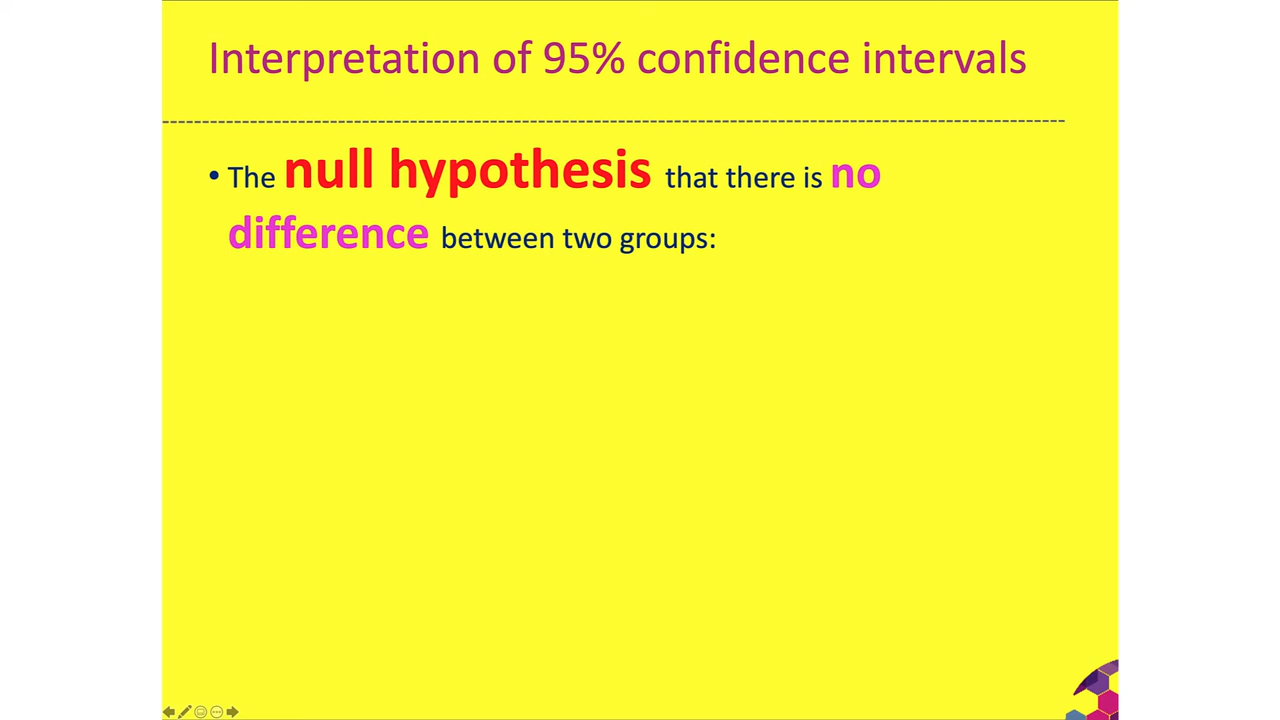 Interpretation of 95% confidence intervals
• The null hypothesis that there is no
difference between two groups: